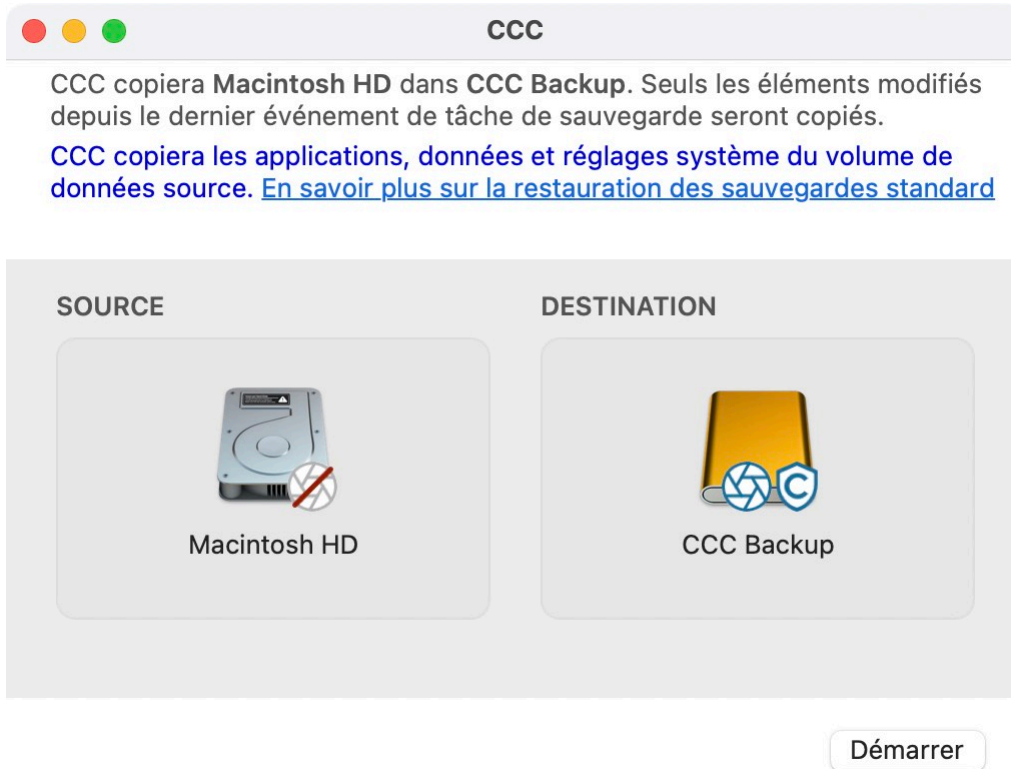 CCC
CCC copiera Macintosh HD dans CCC Backup. Seuls les éléments modifiés
depuis le dernier événement de tâche de sauvegarde seront copiés.
CCC copiera les applications, données et réglages système du volume de
données source. En savoir plus sur la restauration des sauvegardes standard
SOURCE
DESTINATION
Macintosh HD
CCC Backup
Démarrer